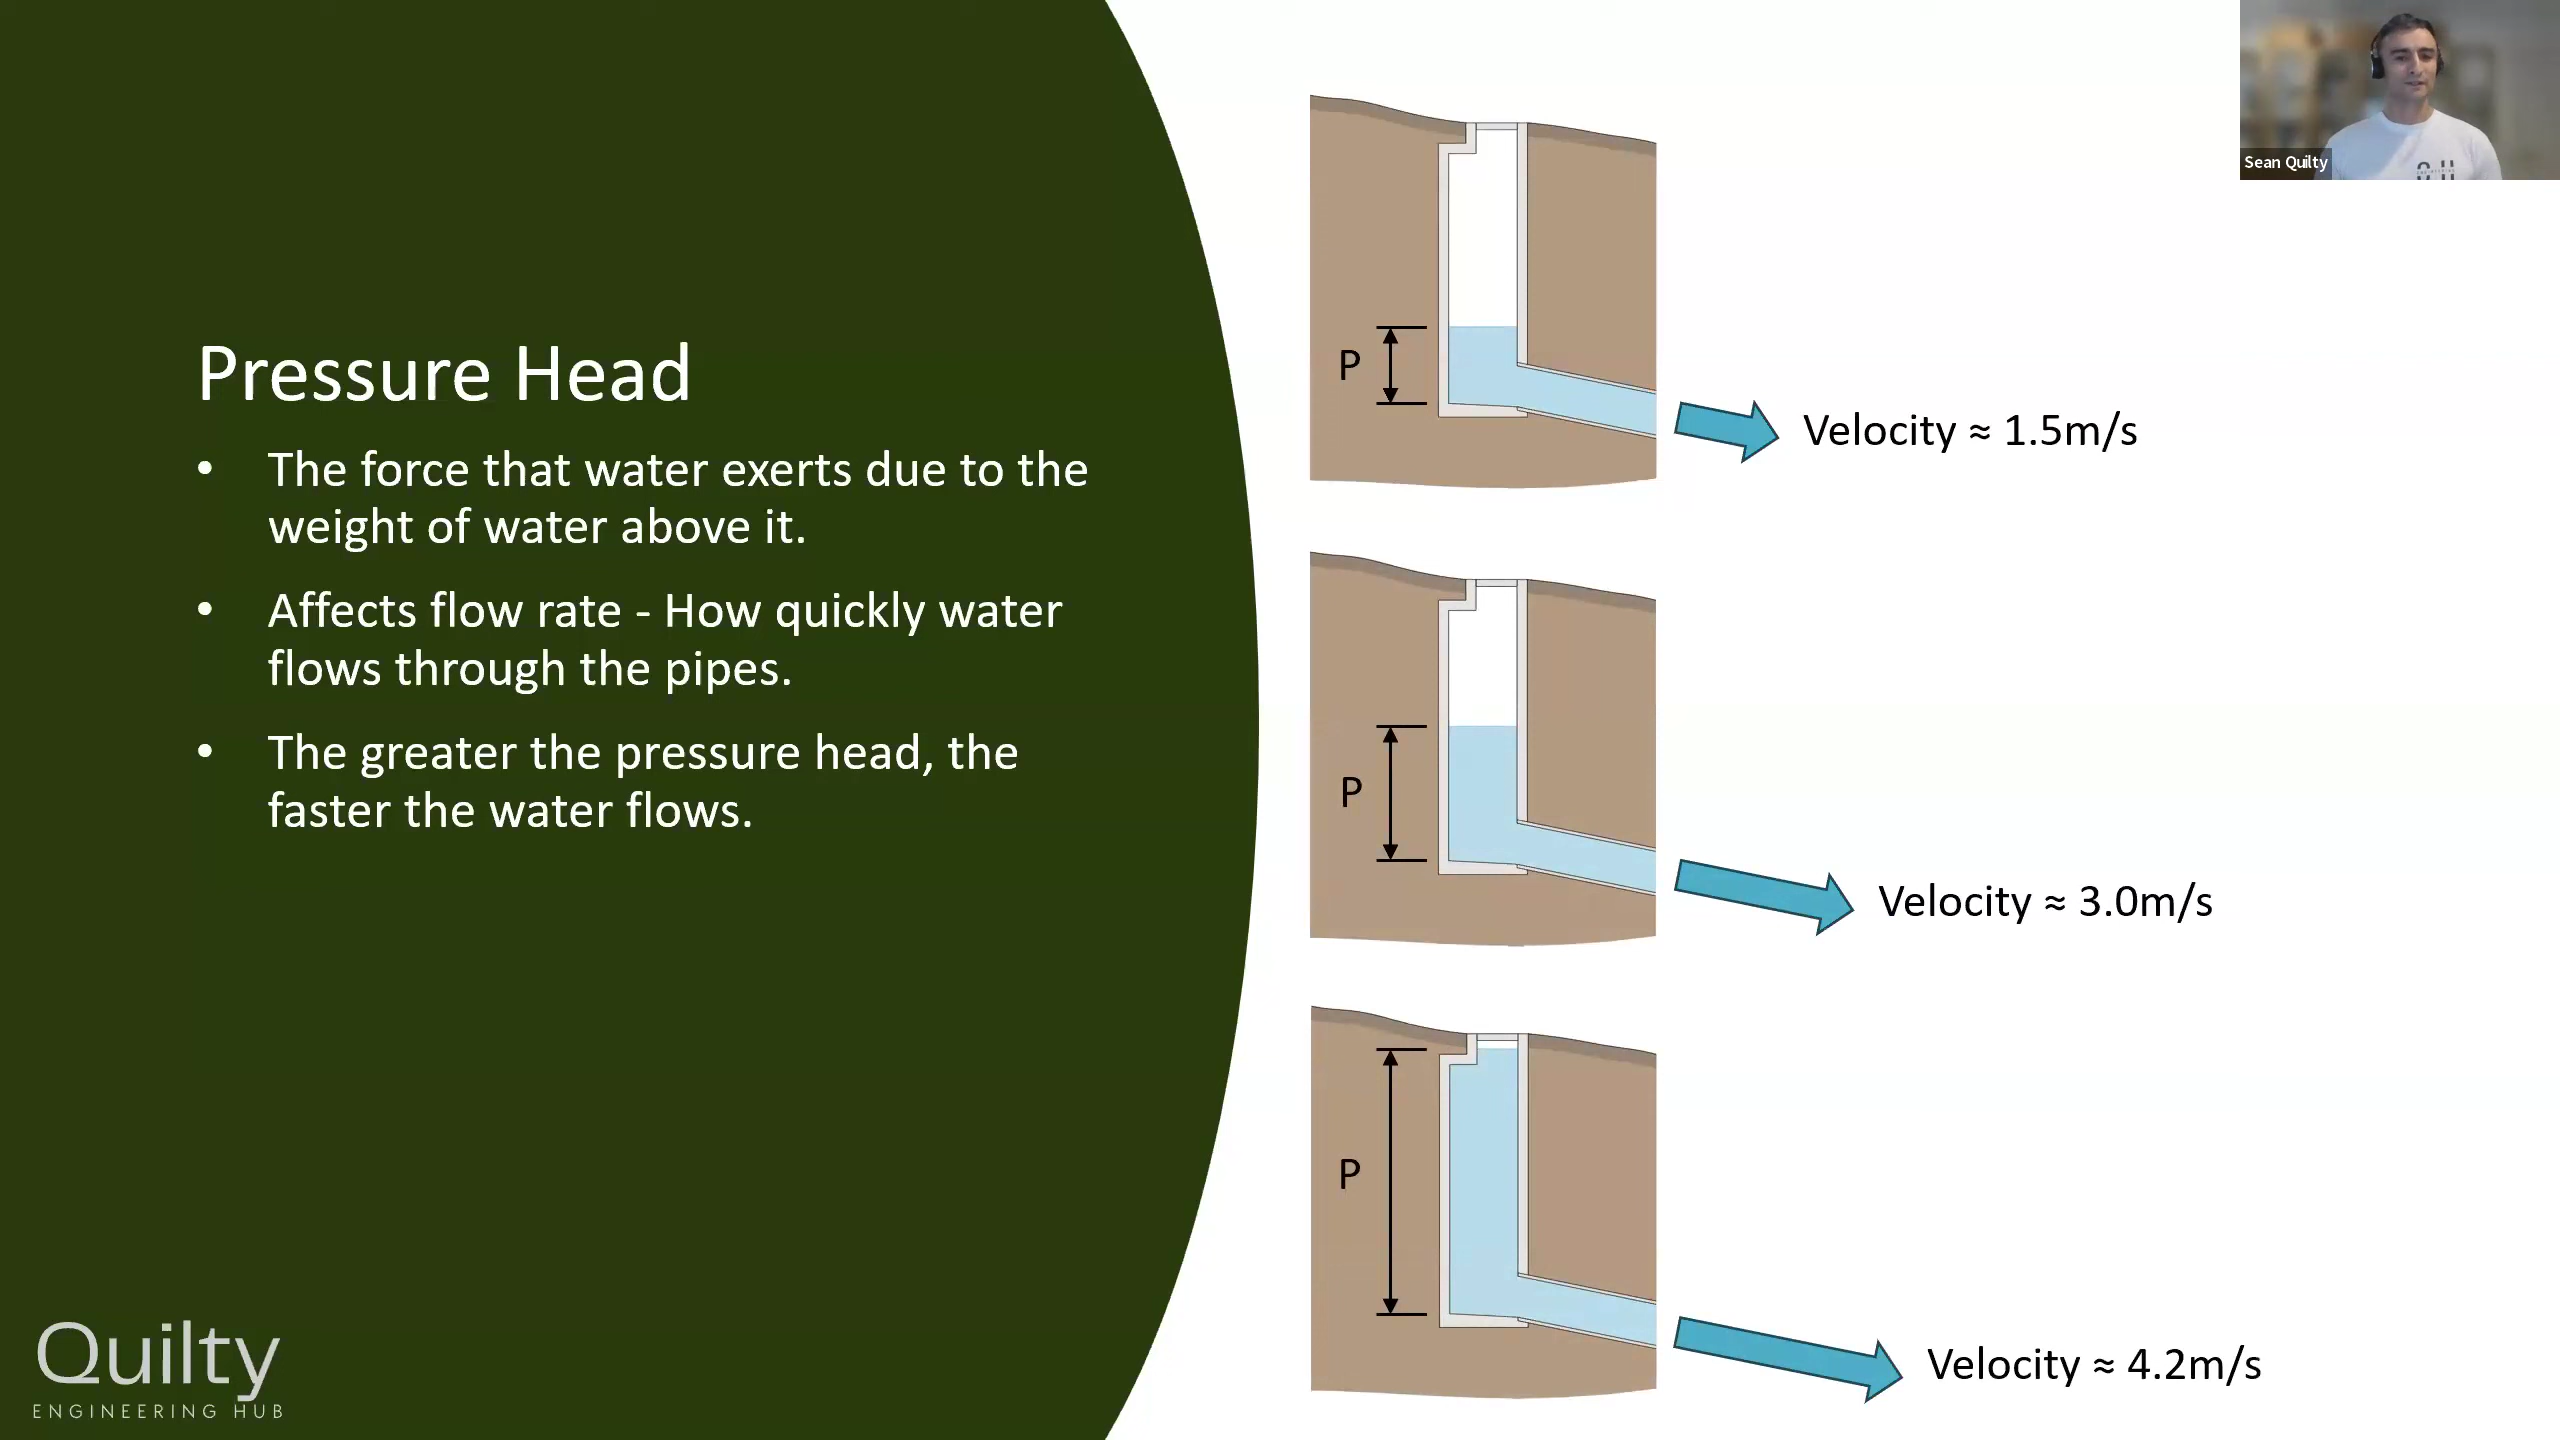 Pressure Head
• The force that water exerts due to the
weight of water above it.
• Affects flow rate - How quickly water
flows through the pipes.
• The greater the pressure head, the
faster the water flows.
Quilty
ENGINEERING HUB
P
Velocity ≈ 1.5m/s
P
Velocity ≈ 3.0m/s
P
Velocity ≈ 4.2m/s
Sean Quilty